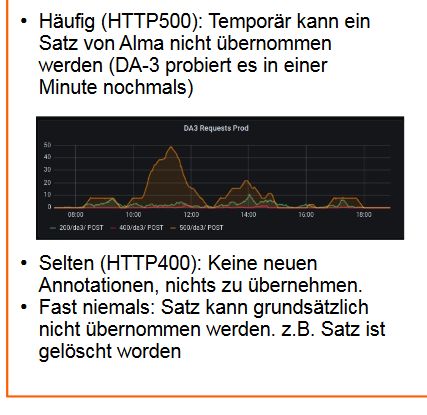 • Häufig (HTTP500): Temporär kann ein
Satz von Alma nicht übernommen
werden (DA-3 probiert es in einer
Minute nochmals)
DA3 Requests Prod
50
40
30
20
10
0
08:00 10:00 12:00 14:00 16:00 18:00
200/da3/ POST 400/da3/ POST 500/da3/ POST
• Selten (HTTP400): Keine neuen
Annotationen, nichts zu übernehmen.
• Fast niemals: Satz kann grundsätzlich
nicht übernommen werden. z.B. Satz ist
gelöscht worden